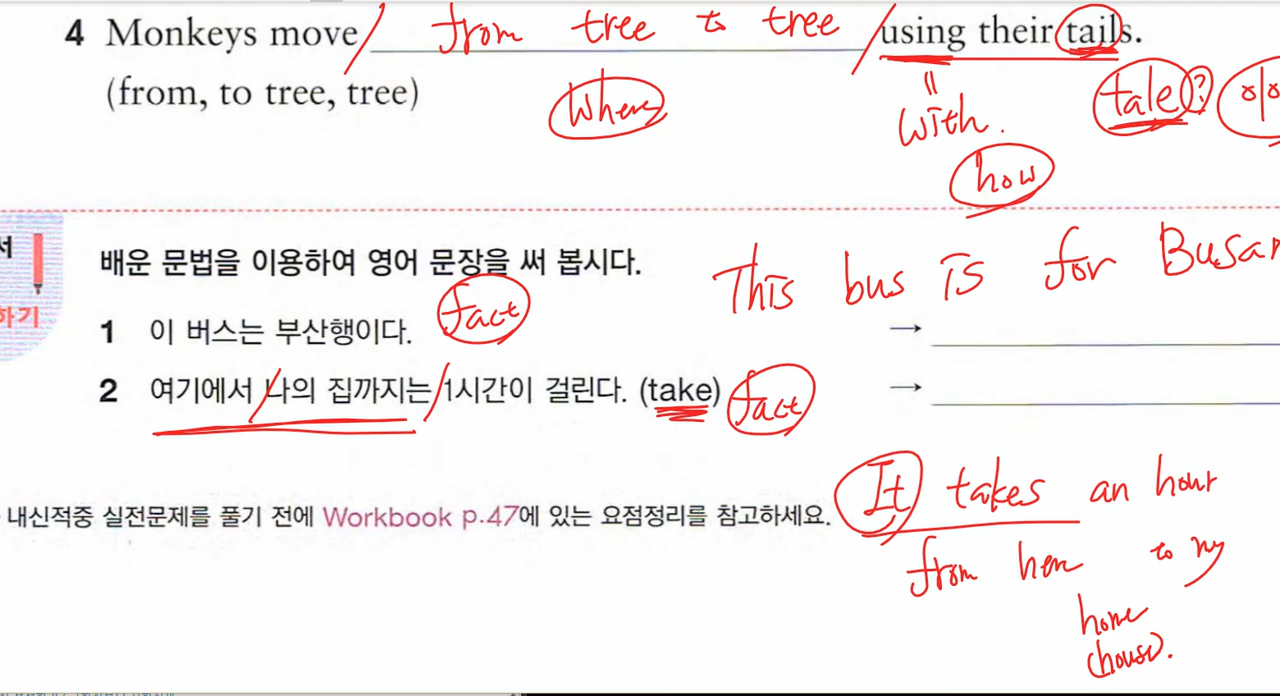 4 Monkeys move / from tree to tree / using their tails.
(from, to tree, tree) where = with. tale?
how
서
배운 문법을 이용하여 영어 문장을 써 봅시다. This bus is for Busan
하기
1 이 버스는 부산행이다. fact →
2 여기에서 / 나의 집까지는 / 1시간이 걸린다. (take) fact →
내신적중 실전문제를 풀기 전에 Workbook p.47에 있는 요점정리를 참고하세요.
It takes an hour
from here to my
home
(house).